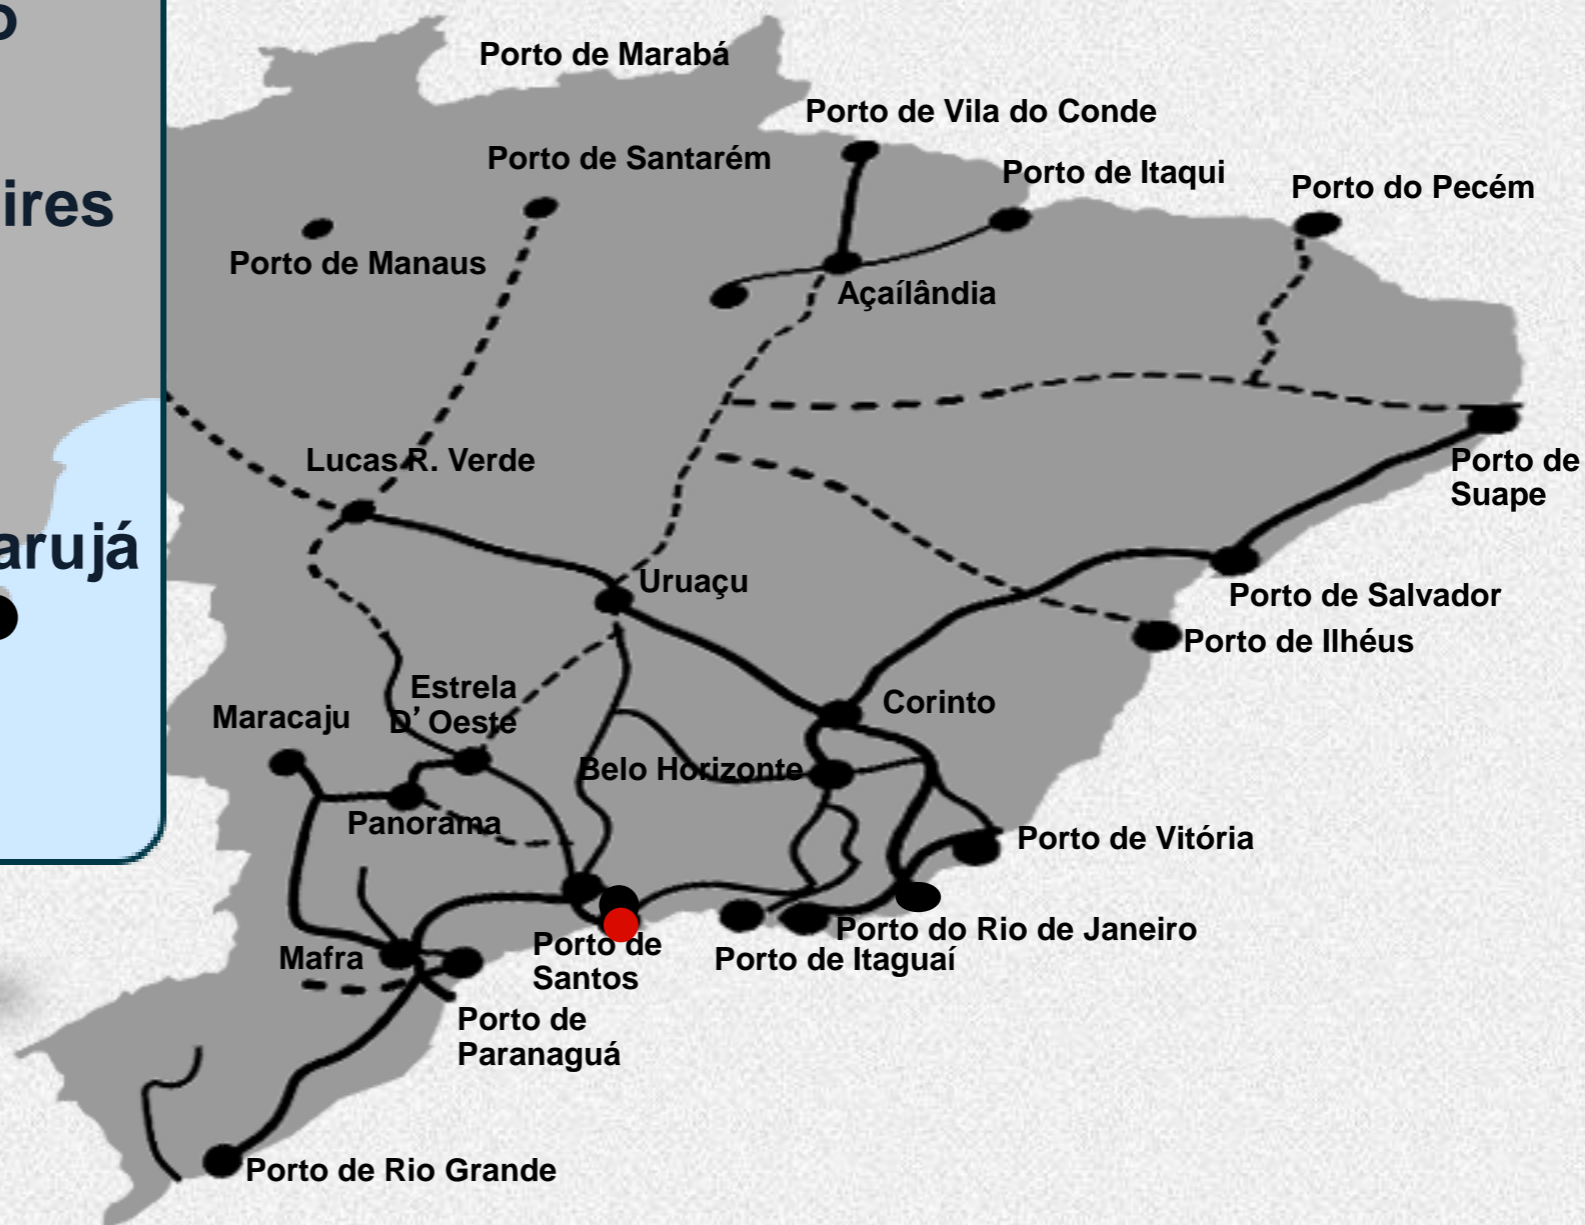 o
ires
arujá
Porto de Marabá
Porto de Vila do Conde
Porto de Santarém
Porto de Itaqui
Porto do Pecém
Porto de Manaus
Açaílândia
Lucas R. Verde
Porto de
Suape
Uruaçu
Porto de Salvador
Porto de Ilhéus
Estrela
D’ Oeste
Maracaju
Corinto
Belo Horizonte
Panorama
Porto de Vitória
Porto do Rio de Janeiro
Porto de Itaguaí
Porto de
Santos
Mafra
Porto de
Paranaguá
Porto de Rio Grande